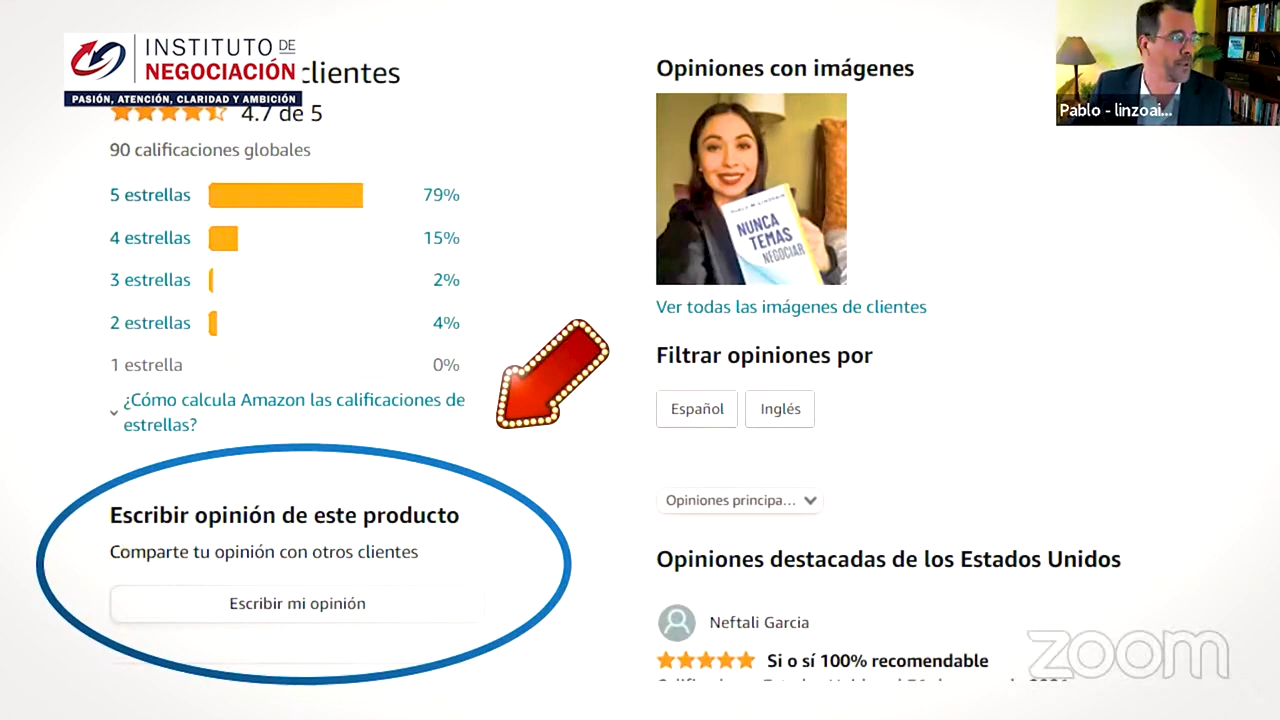 INSTITUTO DE
NEGOCIACIÓN
PASIÓN, ATENCIÓN, CLARIDAD Y AMBICIÓN
clientes
4.7 de 5
90 calificaciones globales
5 estrellas 79%
4 estrellas 15%
3 estrellas 2%
2 estrellas 4%
1 estrella 0%
¿Cómo calcula Amazon las calificaciones de
estrellas?
Escribir opinión de este producto
Comparte tu opinión con otros clientes
Escribir mi opinión
Opiniones con imágenes
NUNCA
TEMAS
NEGOCIAR
Ver todas las imágenes de clientes
Filtrar opiniones por
Español Inglés
Opiniones principa...
Opiniones destacadas de los Estados Unidos
Neftali Garcia
Si o sí 100% recomendable
Pablo - linzoai...
zoom